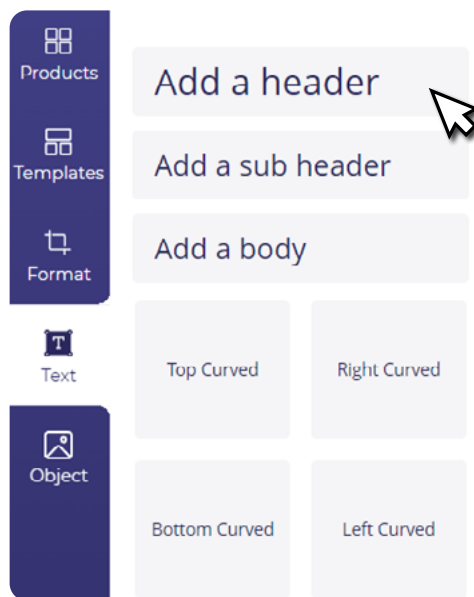 Products
Templates
Format
T
Text
Object
Add a header
Add a sub header
Add a body
Top Curved
Right Curved
Bottom Curved
Left Curved